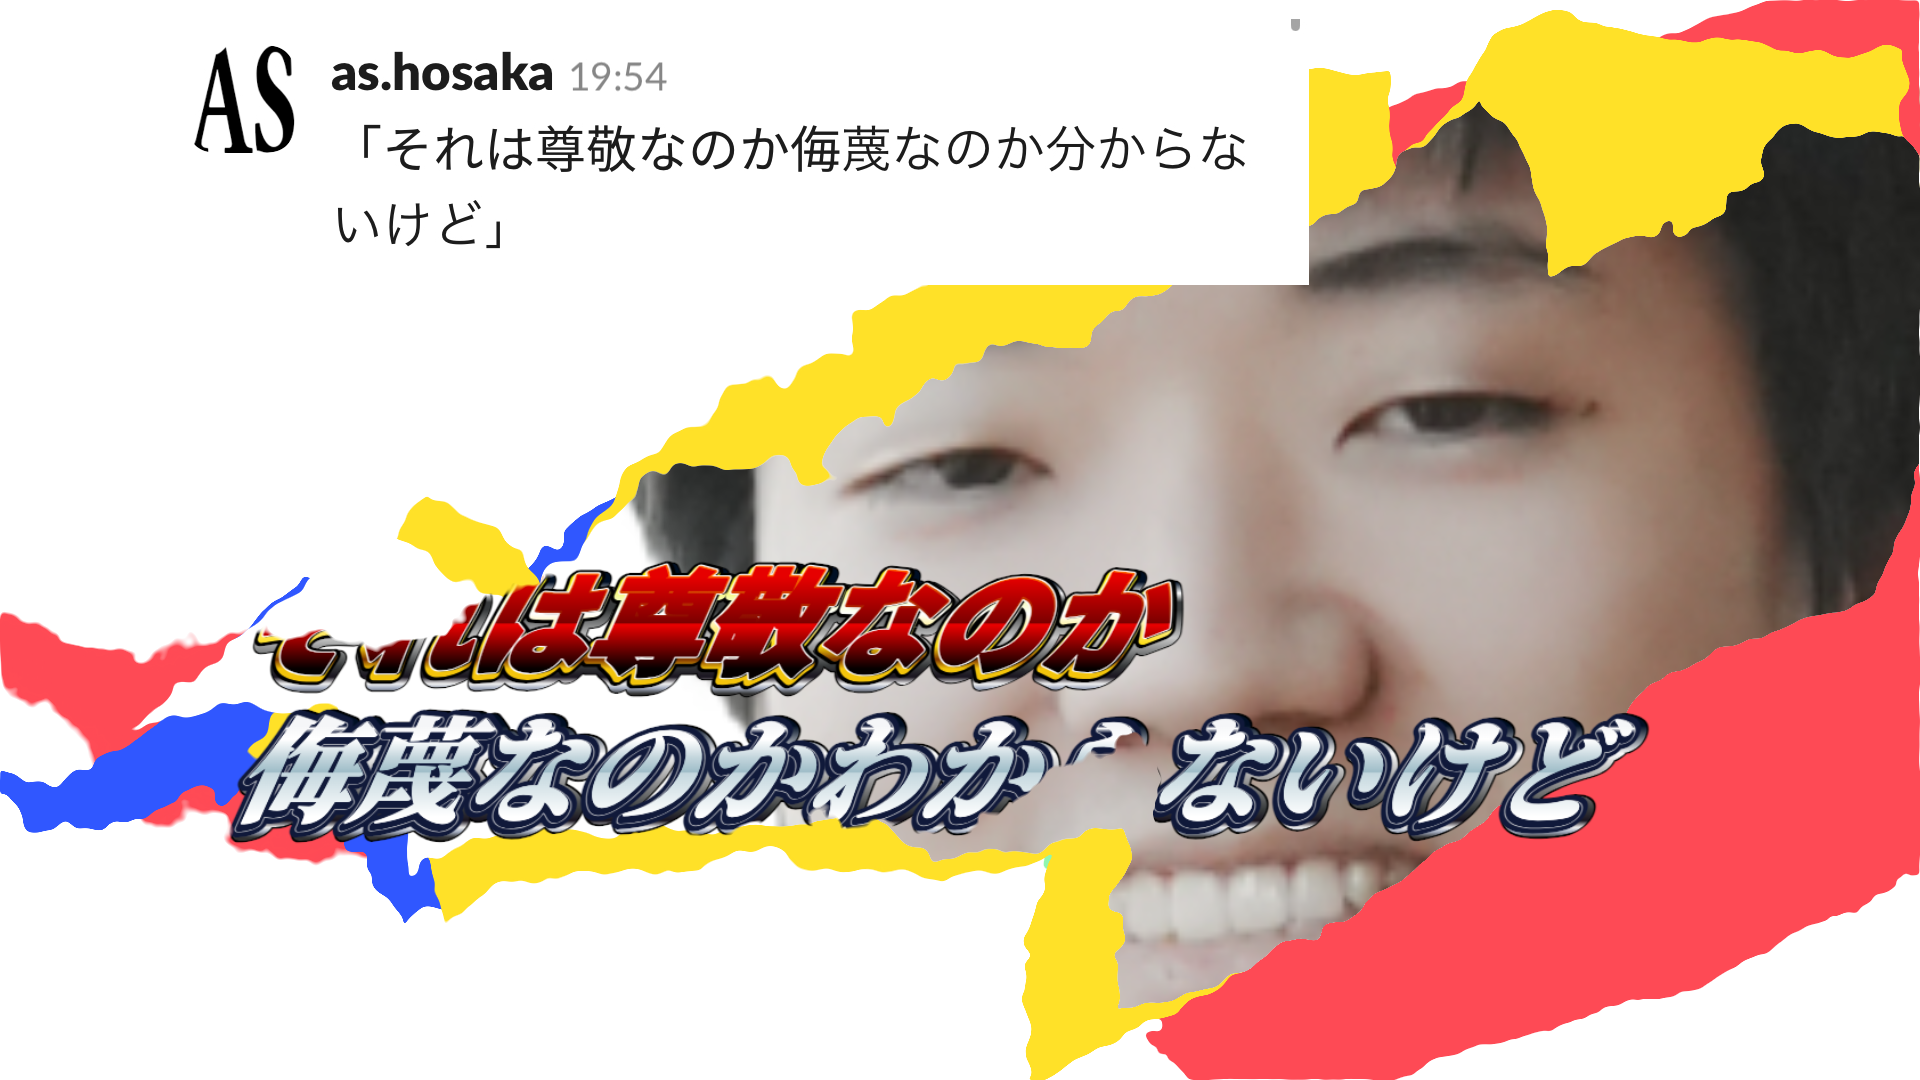 AS
as.hosaka 19:54
「それは尊敬なのか侮蔑なのか分からな
いけど」
それは尊敬なのか
侮蔑なのかわからないけど